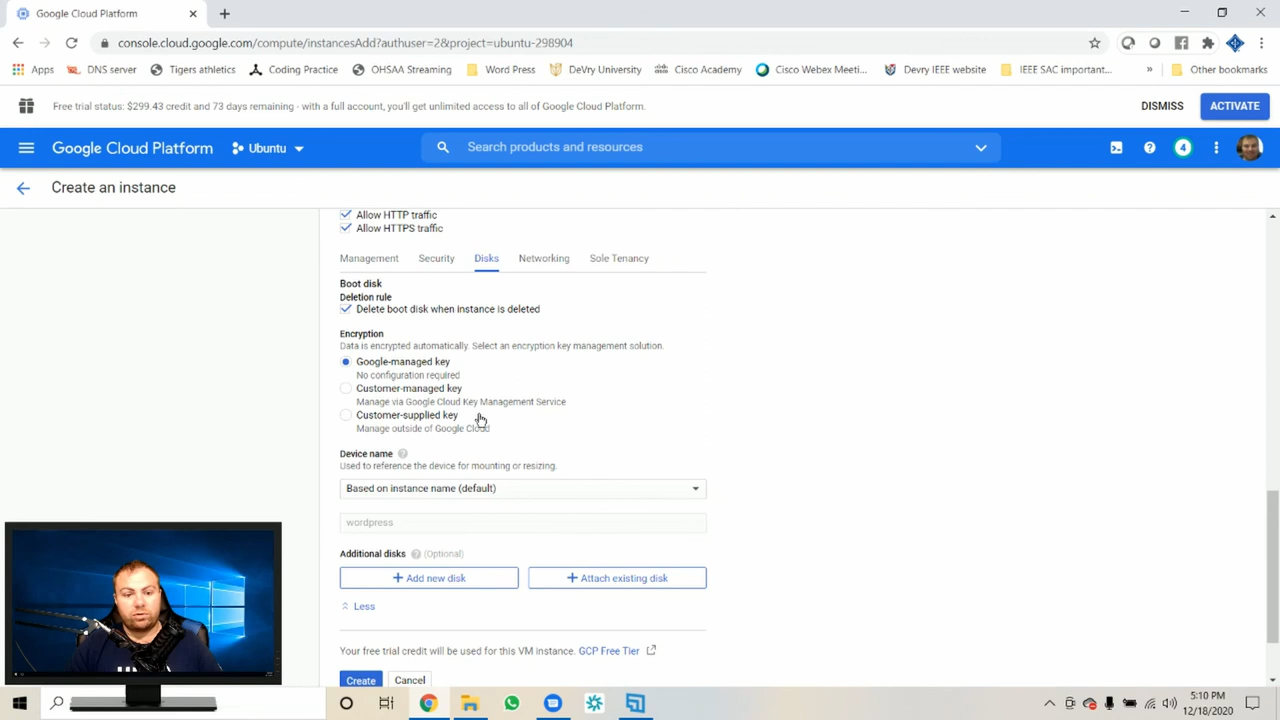 Google Cloud Platform
console.cloud.google.com/compute/instancesAdd?authuser=2&project=ubuntu-298904
Apps DNS server Tigers athletics Coding Practice OHSAA Streaming Word Press DeVry University Cisco Academy Cisco Webex Meeti... Devry IEEE website IEEE SAC important... » Other bookmarks
Free trial status: $299.43 credit and 73 days remaining - with a full account, you'll get unlimited access to all of Google Cloud Platform. DISMISS ACTIVATE
Google Cloud Platform Ubuntu Search products and resources 4
Create an instance
Allow HTTP traffic
Allow HTTPS traffic
Management Security Disks Networking Sole Tenancy
Boot disk
Deletion rule
Delete boot disk when instance is deleted
Encryption
Data is encrypted automatically. Select an encryption key management solution.
Google-managed key
No configuration required
Customer-managed key
Manage via Google Cloud Key Management Service
Customer-supplied key
Manage outside of Google Cloud
Device name
Used to reference the device for mounting or resizing.
Based on instance name (default)
wordpress
Additional disks (Optional)
+ Add new disk + Attach existing disk
Less
Your free trial credit will be used for this VM instance. GCP Free Tier
Create Cancel
5:10 PM
12/18/2020